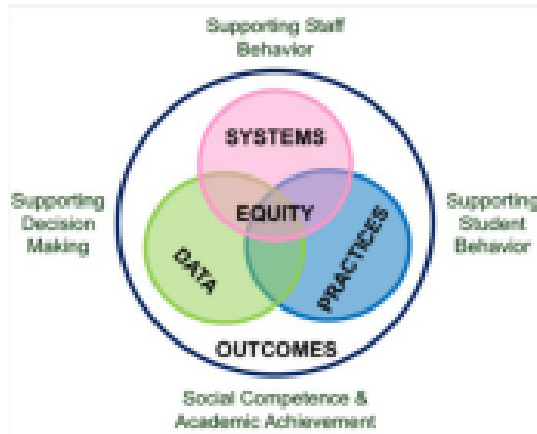 Supporting Staff
Behavior
SYSTEMS
Supporting
Decision
Making
EQUITY
Supporting
Student
Behavior
DATA
PRACTICES
OUTCOMES
Social Competence &
Academic Achievement